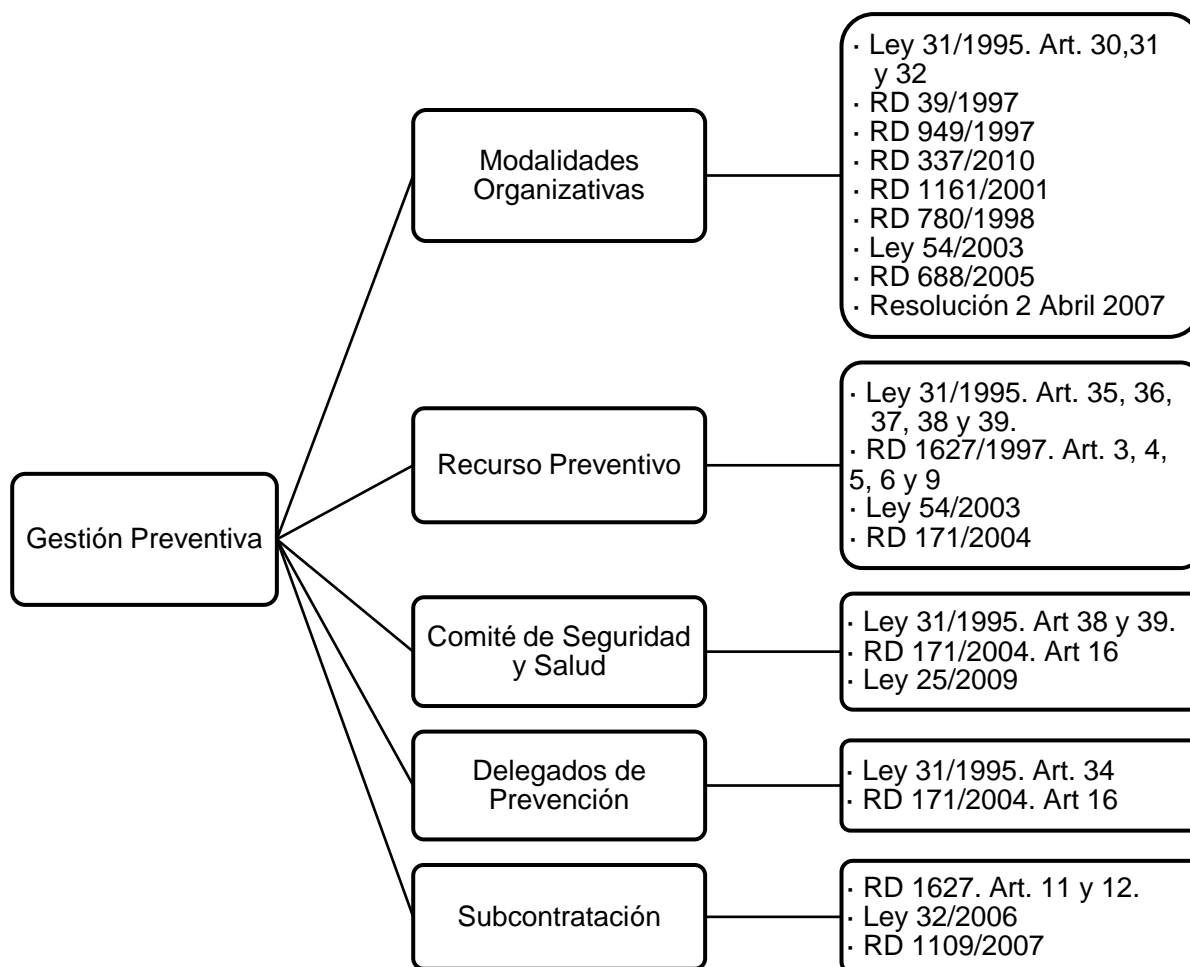 Gestión Preventiva
Modalidades
Organizativas
· Ley 31/1995. Art. 30,31
y 32
· RD 39/1997
· RD 949/1997
· RD 337/2010
· RD 1161/2001
· RD 780/1998
· Ley 54/2003
· RD 688/2005
· Resolución 2 Abril 2007
Recurso Preventivo
· Ley 31/1995. Art. 35, 36,
37, 38 y 39.
· RD 1627/1997. Art. 3, 4,
5, 6 y 9
· Ley 54/2003
· RD 171/2004
Comité de Seguridad
y Salud
· Ley 31/1995. Art 38 y 39.
· RD 171/2004. Art 16
· Ley 25/2009
Delegados de
Prevención
· Ley 31/1995. Art. 34
· RD 171/2004. Art 16
Subcontratación
· RD 1627. Art. 11 y 12.
· Ley 32/2006
· RD 1109/2007